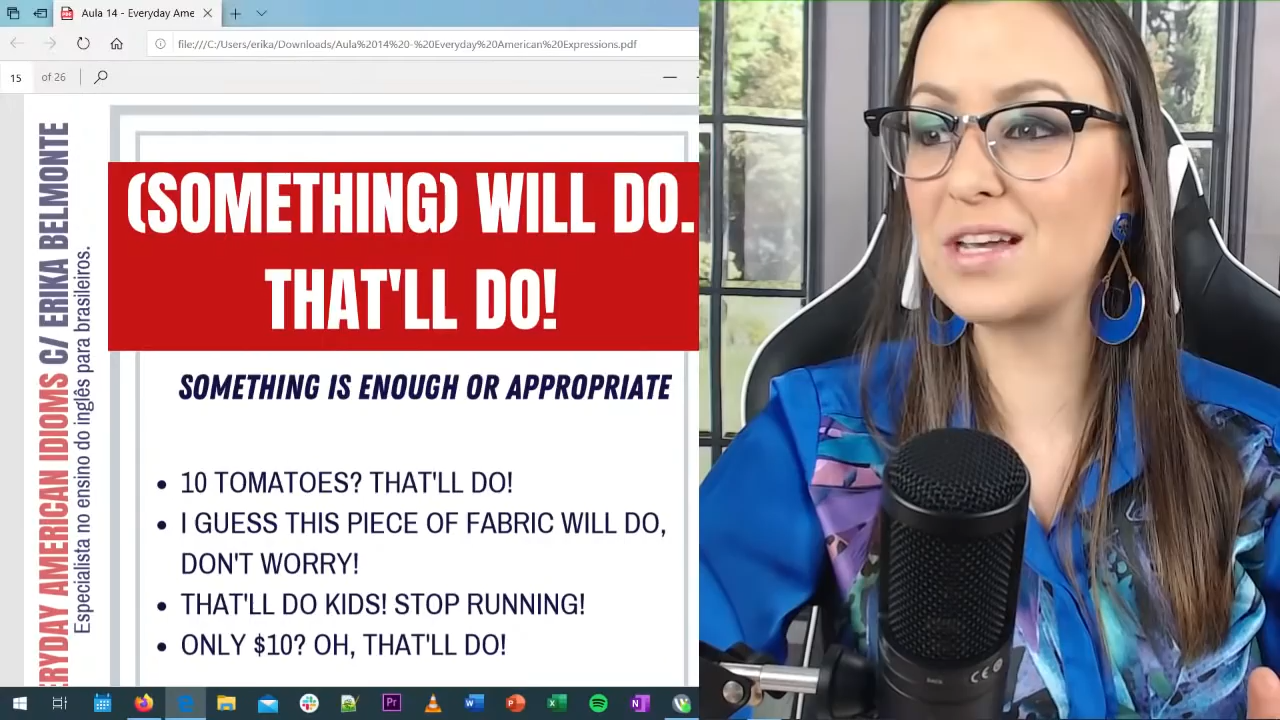 Aula 14 - Everyday Ame
file:///C:/Users/erika/Downloads/Aula%2014%20-%20Everyday%20American%20Expressions.pdf
15 of 26
RYDAY AMERICAN IDIOMS C/ ERIKA BELMONTE
Especialista no ensino do inglês para brasileiros.
(SOMETHING) WILL DO.
THAT'LL DO!
SOMETHING IS ENOUGH OR APPROPRIATE
• 10 TOMATOES? THAT'LL DO!
• I GUESS THIS PIECE OF FABRIC WILL DO,
DON'T WORRY!
• THAT'LL DO KIDS! STOP RUNNING!
• ONLY $10? OH, THAT'LL DO!